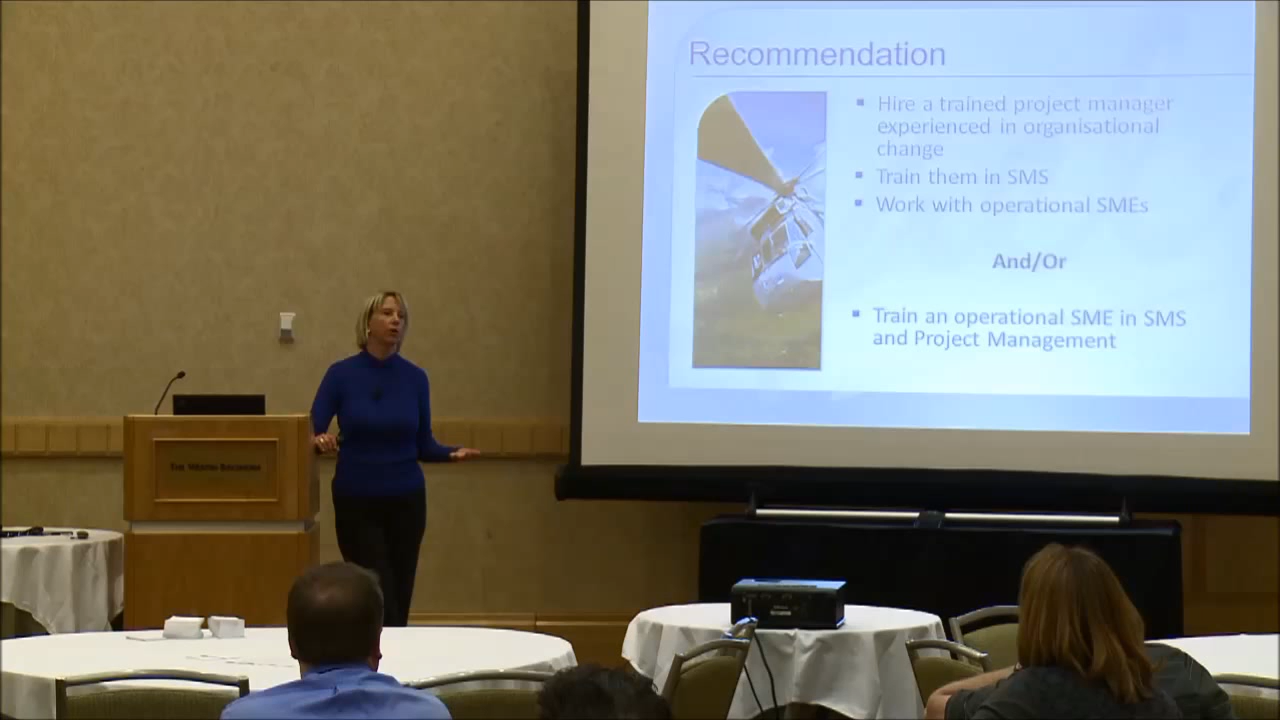 Recommendation
▪ Hire a trained project manager
experienced in organisational
change
▪ Train them in SMS
▪ Work with operational SMEs
And/Or
▪ Train an operational SME in SMS
and Project Management